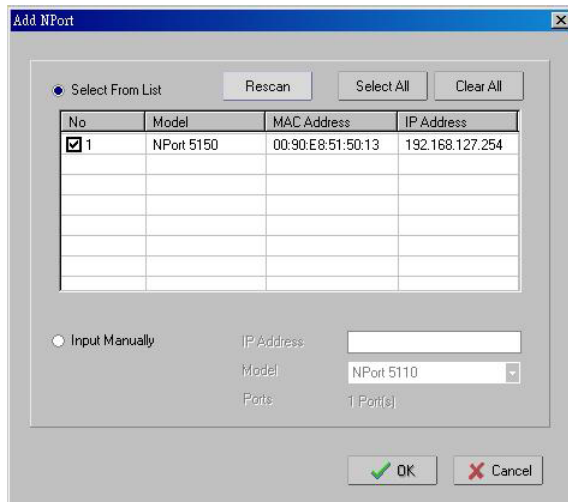 Add NPort
Select From List Rescan Select All Clear All
No Model MAC Address IP Address
1 NPort 5150 00:90:E8:51:50:13 192.168.127.254
Input Manually IP Address
Model NPort 5110
Ports 1 Port(s)
OK Cancel